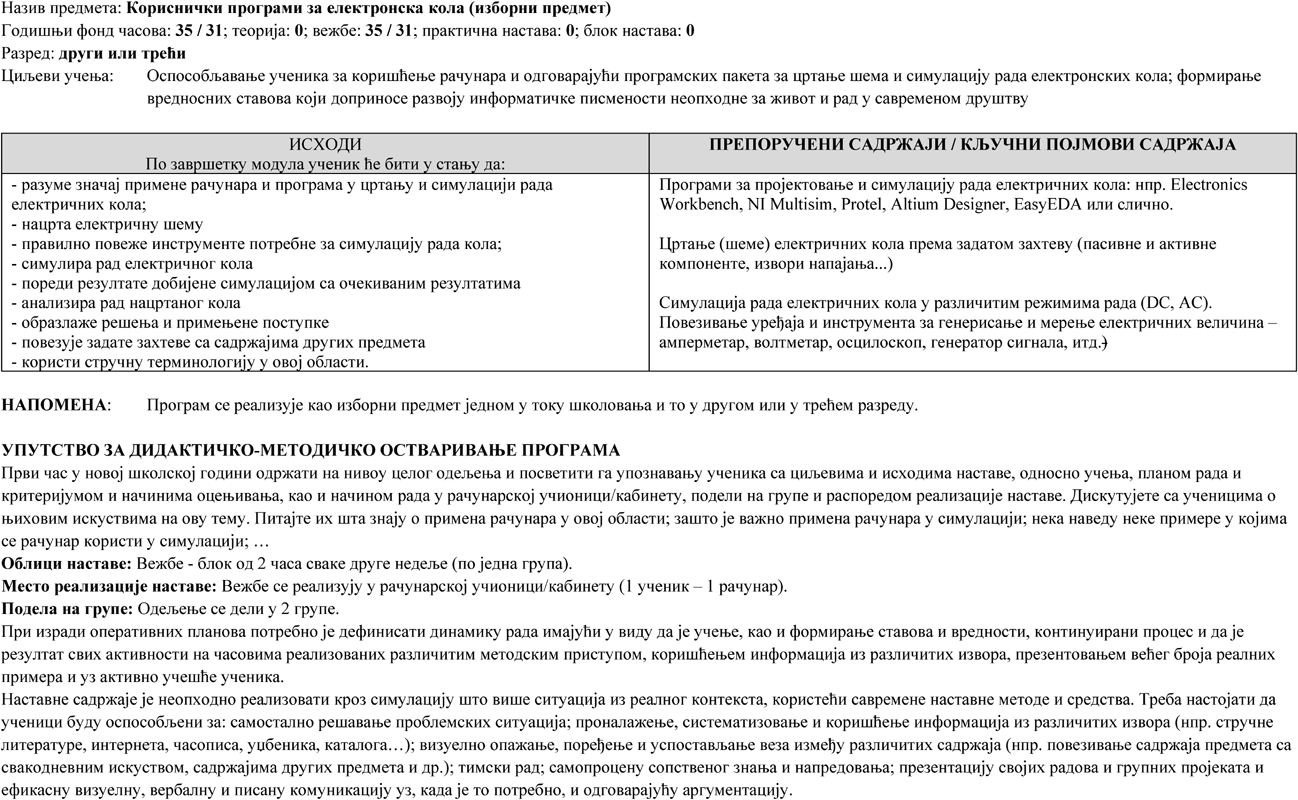 Назив предмета: Кориснички програми за електронска кола (изборни предмет)
Годишњи фонд часова: 35 / 31; теорија: 0; вежбе: 35 / 31; практична настава: 0; блок настава: 0
Разред: други или трећи
Циљеви учења: Оспособљавање ученика за коришћење рачунара и одговарајући програмских пакета за цртање шема и симулацију рада електронских кола; формирање
вредносних ставова који доприносе развоју информатичке писмености неопходне за живот и рад у савременом друштву
ИСХОДИ
По завршетку модула ученик ће бити у стању да:
- разуме значај примене рачунара и програма у цртању и симулацији рада
електричних кола;
- нацрта електричну шему
- правилно повеже инструменте потребне за симулацију рада кола;
- симулира рад електричног кола
- пореди резултате добијене симулацијом са очекиваним резултатима
- анализира рад нацртаног кола
- образлаже решења и примењене поступке
- повезује задате захтеве са садржајима других предмета
- користи стручну терминологију у овој области.
ПРЕПОРУЧЕНИ САДРЖАЈИ / КЉУЧНИ ПОЈМОВИ САДРЖАЈА
Програми за пројектовање и симулацију рада електричних кола: нпр. Electronics
Workbench, NI Multisim, Protel, Altium Designer, EasyEDA или слично.
Цртање (шеме) електричних кола према задатом захтеву (пасивне и активне
компоненте, извори напајања...)
Симулација рада електричних кола у различитим режимима рада (DC, AC).
Повезивање уређаја и инструмента за генерисање и мерење електричних величина –
амперметар, волтметар, осцилоскоп, генератор сигнала, итд.)
НАПОМЕНА: Програм се реализује као изборни предмет једном у току школовања и то у другом или у трећем разреду.
УПУТСТВО ЗА ДИДАКТИЧКО-МЕТОДИЧКО ОСТВАРИВАЊЕ ПРОГРАМА
Први час у новој школској години одржати на нивоу целог одељења и посветити га упознавању ученика са циљевима и исходима наставе, односно учења, планом рада и
критеријумом и начинима оцењивања, као и начином рада у рачунарској учионици/кабинету, подели на групе и распоредом реализације наставе. Дискутујете са ученицима о
њиховим искуствима на ову тему. Питајте их шта знају о примена рачунара у овој области; зашто је важно примена рачунара у симулацији; нека наведу неке примере у којима
се рачунар користи у симулацији; …
Облици наставе: Вежбе - блок од 2 часа сваке друге недеље (по једна група).
Место реализације наставе: Вежбе се реализују у рачунарској учионици/кабинету (1 ученик – 1 рачунар).
Подела на групе: Одељење се дели у 2 групе.
При изради оперативних планова потребно је дефинисати динамику рада имајући у виду да је учење, као и формирање ставова и вредности, континуирани процес и да је
резултат свих активности на часовима реализованих различитим методским приступом, коришћењем информација из различитих извора, презентовањем већег броја реалних
примера и уз активно учешће ученика.
Наставне садржаје је неопходно реализовати кроз симулацију што више ситуација из реалног контекста, користећи савремене наставне методе и средства. Треба настојати да
ученици буду оспособљени за: самостално решавање проблемских ситуација; проналажење, систематизовање и коришћење информација из различитих извора (нпр. стручне
литературе, интернета, часописа, уџбеника, каталога…); визуелно опажање, поређење и успостављање веза између различитих садржаја (нпр. повезивање садржаја предмета са
свакодневним искуством, садржајима других предмета и др.); тимски рад; самопроцену сопственог знања и напредовања; презентацију својих радова и групних пројеката и
ефикасну визуелну, вербалну и писану комуникацију уз, када је то потребно, и одговарајућу аргументацију.